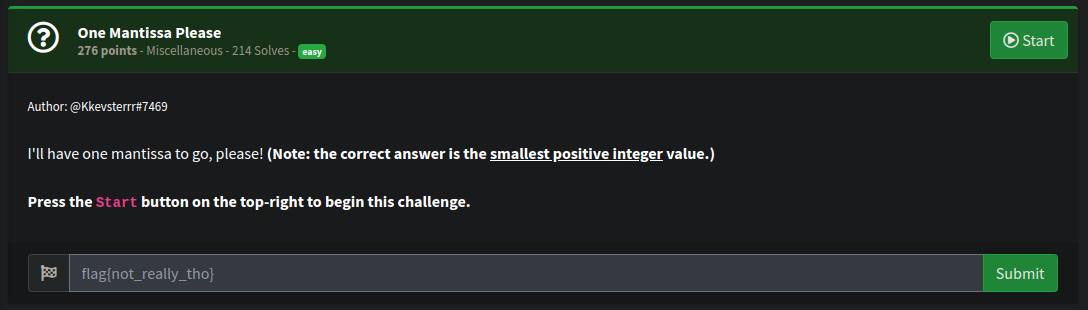 One Mantissa Please
276 points - Miscellaneous - 214 Solves - easy
Start
Author: @Kkevsterrr#7469
I'll have one mantissa to go, please! (Note: the correct answer is the smallest positive integer value.)
Press the Start button on the top-right to begin this challenge.
flag{not_really_tho}
Submit